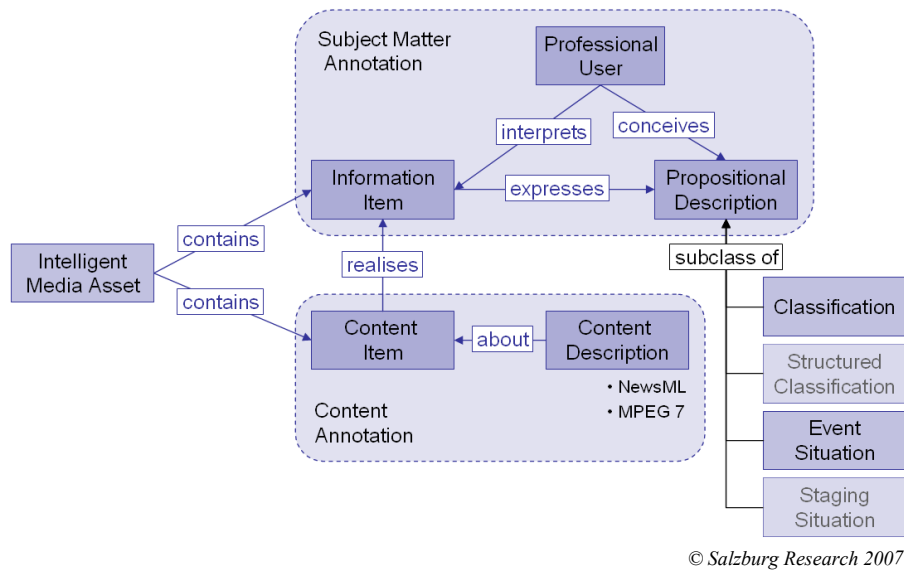 Subject Matter
Annotation
Professional
User
interprets
conceives
Information
Item
expresses
Propositional
Description
contains
realises
subclass of
Intelligent
Media Asset
contains
Content
Item
about
Content
Description
• NewsML
• MPEG 7
Content
Annotation
Classification
Structured
Classification
Event
Situation
Staging
Situation
© Salzburg Research 2007